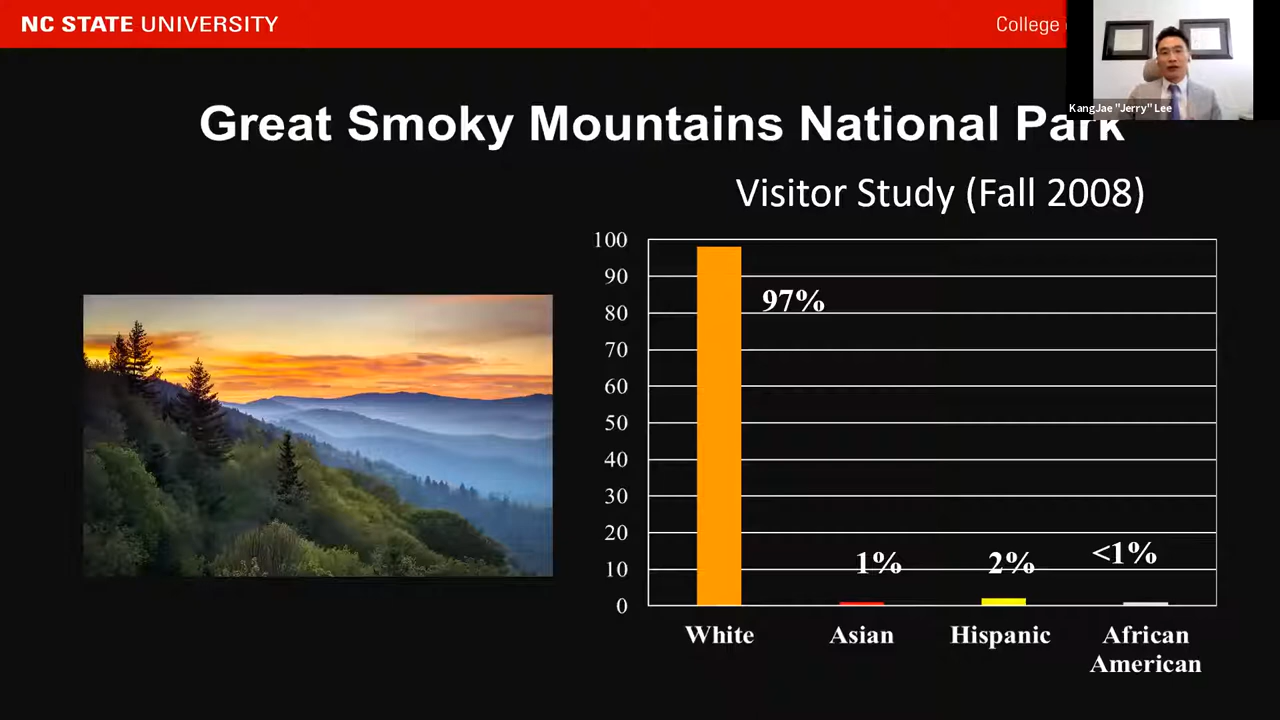 NC STATE UNIVERSITY
College
KangJae "Jerry" Lee
Great Smoky Mountains National Park
Visitor Study (Fall 2008)
100
90
80
70
60
50
40
30
20
10
0
97%
1%
2%
<1%
White
Asian
Hispanic
African
American